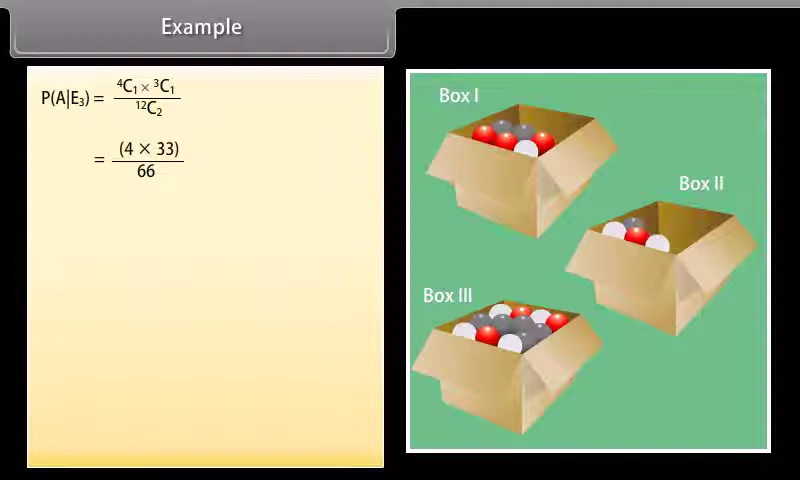 Example
P(A|E₃) = ⁴C₁ × ³C₁ / ¹²C₂
= (4 × 33) / 66
Box I
Box II
Box III